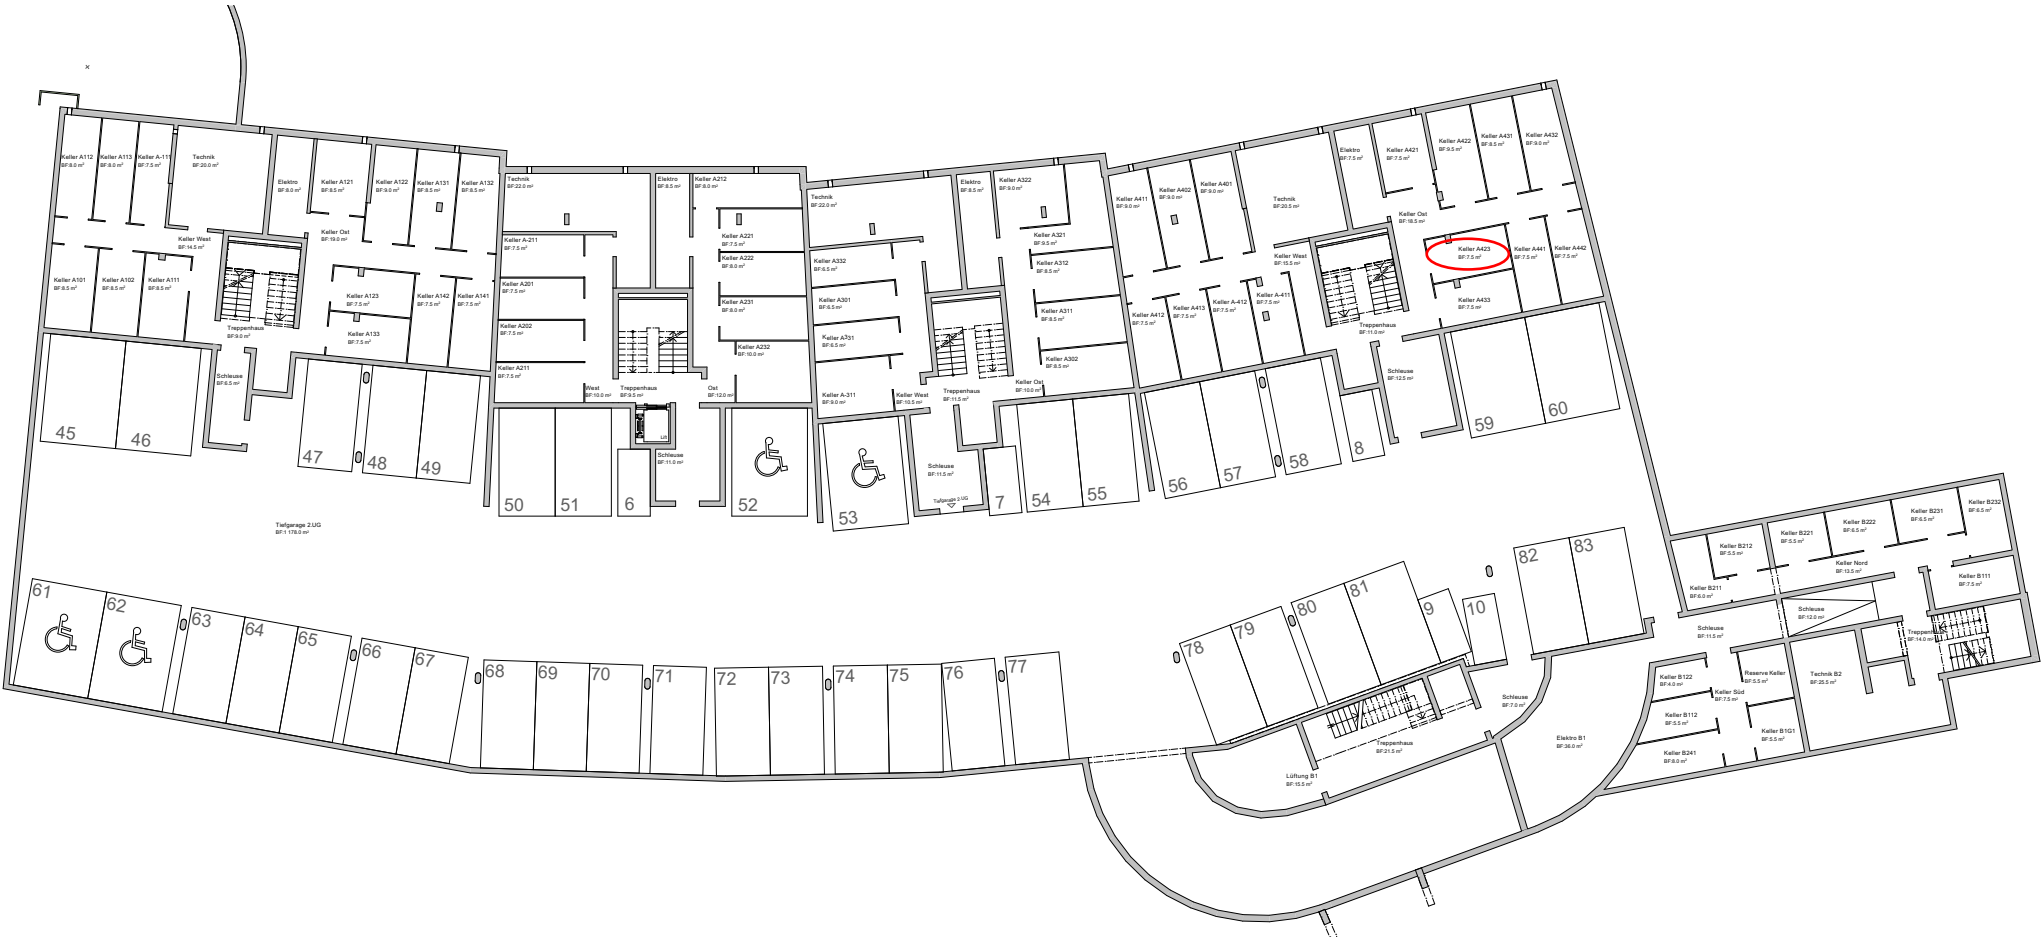 Keller A112
BF:8.0 m²
Keller A113
BF:8.0 m²
Keller A-111
BF:7.5 m²
Technik
BF:20.0 m²
Elektro
BF:8.0 m²
Keller A121
BF:8.5 m²
Keller A122
BF:9.0 m²
Keller A131
BF:8.5 m²
Keller A132
BF:8.5 m²
Keller West
BF:14.5 m²
Keller Ost
BF:19.0 m²
Keller A101
BF:8.5 m²
Keller A102
BF:8.5 m²
Keller A111
BF:8.5 m²
Keller A123
BF:7.5 m²
Keller A142
BF:7.5 m²
Keller A141
BF:7.5 m²
Keller A133
BF:7.5 m²
Treppenhaus
BF:9.0 m²
Schleuse
BF:6.5 m²
Technik
BF:22.0 m²
Elektro
BF:8.5 m²
Keller A212
BF:8.0 m²
Keller A-211
BF:7.5 m²
Keller A221
BF:7.5 m²
Keller A222
BF:8.0 m²
Keller A201
BF:7.5 m²
Keller A231
BF:8.0 m²
Keller A202
BF:7.5 m²
Keller A232
BF:10.0 m²
Keller A211
BF:7.5 m²
West
BF:10.0 m²
Treppenhaus
BF:9.5 m²
Ost
BF:12.0 m²
Lift
Schleuse
BF:11.0 m²
Technik
BF:22.0 m²
Elektro
BF:8.5 m²
Keller A322
BF:9.0 m²
Keller A321
BF:9.5 m²
Keller A332
BF:6.5 m²
Keller A312
BF:8.5 m²
Keller A301
BF:6.5 m²
Keller A311
BF:8.5 m²
Keller A331
BF:6.5 m²
Keller A302
BF:8.5 m²
Keller A-311
BF:9.0 m²
Keller West
BF:10.5 m²
Treppenhaus
BF:11.5 m²
Keller Ost
BF:10.0 m²
Schleuse
BF:11.5 m²
Tiefgarage 2.UG
Keller A411
BF:9.0 m²
Keller A402
BF:9.0 m²
Keller A401
BF:9.0 m²
Technik
BF:20.5 m²
Elektro
BF:7.5 m²
Keller A421
BF:7.5 m²
Keller A422
BF:9.5 m²
Keller A431
BF:8.5 m²
Keller A432
BF:9.0 m²
Keller Ost
BF:18.5 m²
Keller West
BF:15.5 m²
Keller A423
BF:7.5 m²
Keller A441
BF:7.5 m²
Keller A442
BF:7.5 m²
Keller A433
BF:7.5 m²
Keller A412
BF:7.5 m²
Keller A413
BF:7.5 m²
Keller A-412
BF:7.5 m²
Keller A-411
BF:7.5 m²
Treppenhaus
BF:11.0 m²
Schleuse
BF:12.5 m²
45
46
47
48
49
50
51
6
52
53
7
54
55
56
57
58
8
59
60
Tiefgarage 2.UG
BF:1 178.0 m²
61
62
63
64
65
66
67
68
69
70
71
72
73
74
75
76
77
78
79
80
81
9
10
82
83
Keller B212
BF:5.5 m²
Keller B221
BF:5.5 m²
Keller B222
BF:6.5 m²
Keller B231
BF:6.5 m²
Keller B232
BF:6.5 m²
Keller B211
BF:6.0 m²
Keller Nord
BF:13.5 m²
Keller B111
BF:7.5 m²
Schleuse
BF:12.0 m²
Schleuse
BF:11.5 m²
Treppenhaus
BF:14.0 m²
Keller B122
BF:4.0 m²
Reserve Keller
BF:5.5 m²
Technik B2
BF:25.5 m²
Keller Süd
BF:7.5 m²
Keller B112
BF:5.5 m²
Keller B1G1
BF:5.5 m²
Keller B241
BF:8.0 m²
Schleuse
BF:7.0 m²
Elektro B1
BF:36.0 m²
Treppenhaus
BF:21.5 m²
Lüftung B1
BF:15.5 m²